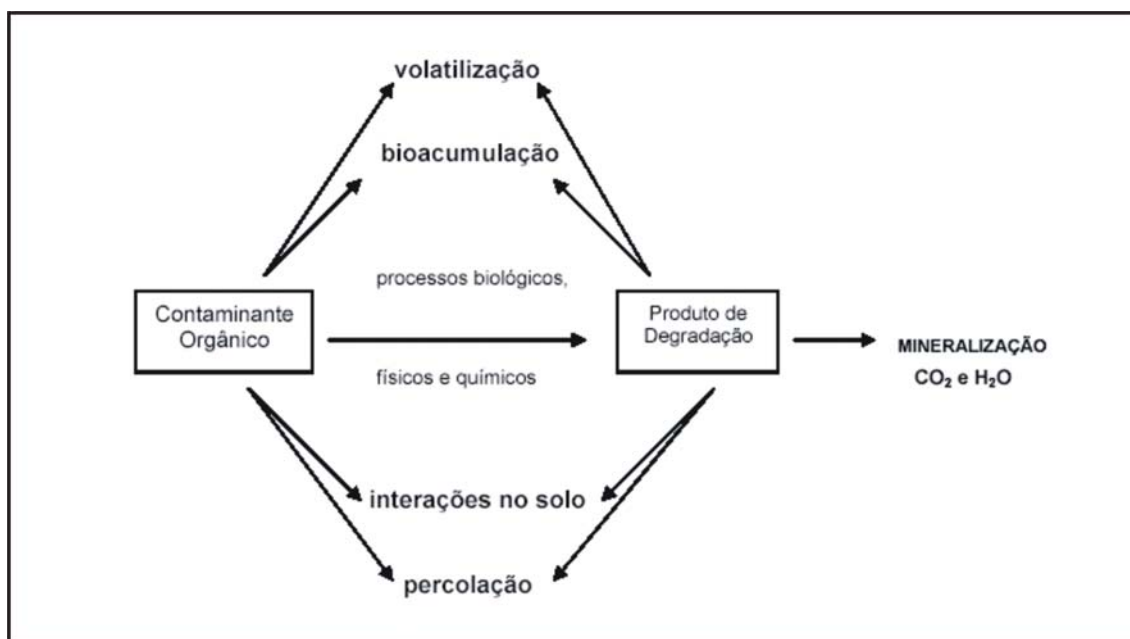 volatilização
bioacumulação
processos biológicos,
Contaminante
Orgânico
Produto de
Degradação
MINERALIZAÇÃO
CO₂ e H₂O
físicos e químicos
interações no solo
percolação